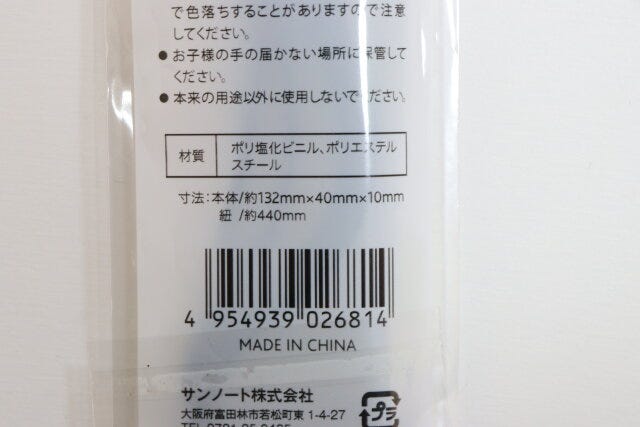 で色落ちすることがありますので注意
してください。
● お子様の手の届かない場所に保管して
ください。
● 本来の用途以外に使用しないでください。
材質 ポリ塩化ビニル、ポリエステル
スチール
寸法：本体/約132mm×40mm×10mm
紐 /約440mm
4 954939 026814
MADE IN CHINA
サンノート株式会社
大阪府富田林市若松町東 1-4-27
プラ
TEL